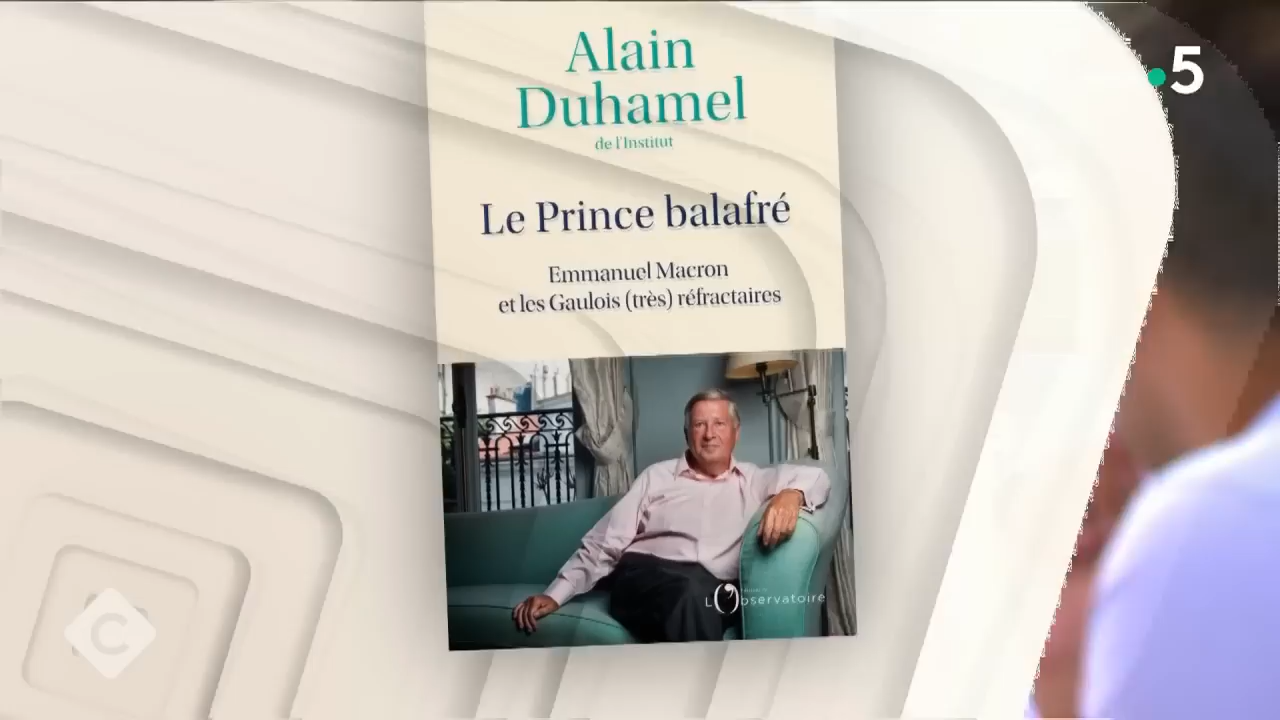 Alain
Duhamel
de l'Institut
Le Prince balafré
Emmanuel Macron
et les Gaulois (très) réfractaires
L'Observatoire
5
C